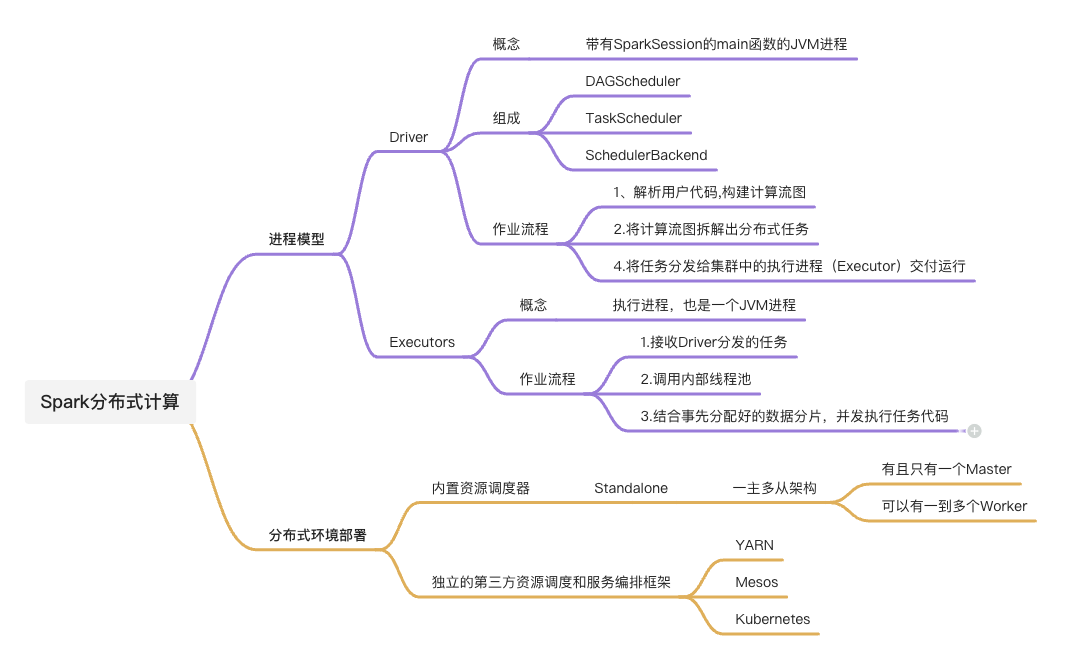 Spark分布式计算
进程模型
Driver
概念
带有SparkSession的main函数的JVM进程
组成
DAGScheduler
TaskScheduler
SchedulerBackend
作业流程
1、解析用户代码,构建计算流图
2.将计算流图拆解出分布式任务
4.将任务分发给集群中的执行进程（Executor）交付运行
Executors
概念
执行进程，也是一个JVM进程
作业流程
1.接收Driver分发的任务
2.调用内部线程池
3.结合事先分配好的数据分片，并发执行任务代码
分布式环境部署
内置资源调度器
Standalone
一主多从架构
有且只有一个Master
可以有一到多个Worker
独立的第三方资源调度和服务编排框架
YARN
Mesos
Kubernetes